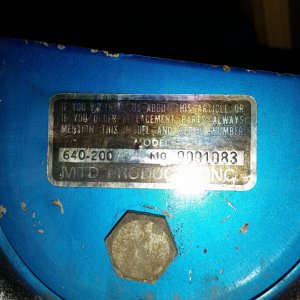 IF YOU WRITE US ABOUT THIS ARTICLE OR
IF YOU ORDER REPLACEMENT PARTS ALWAYS
MENTION THIS MODEL AND NUMBER
MODEL
640-200 NO. 0001083
MTD PRODUCTS INC.